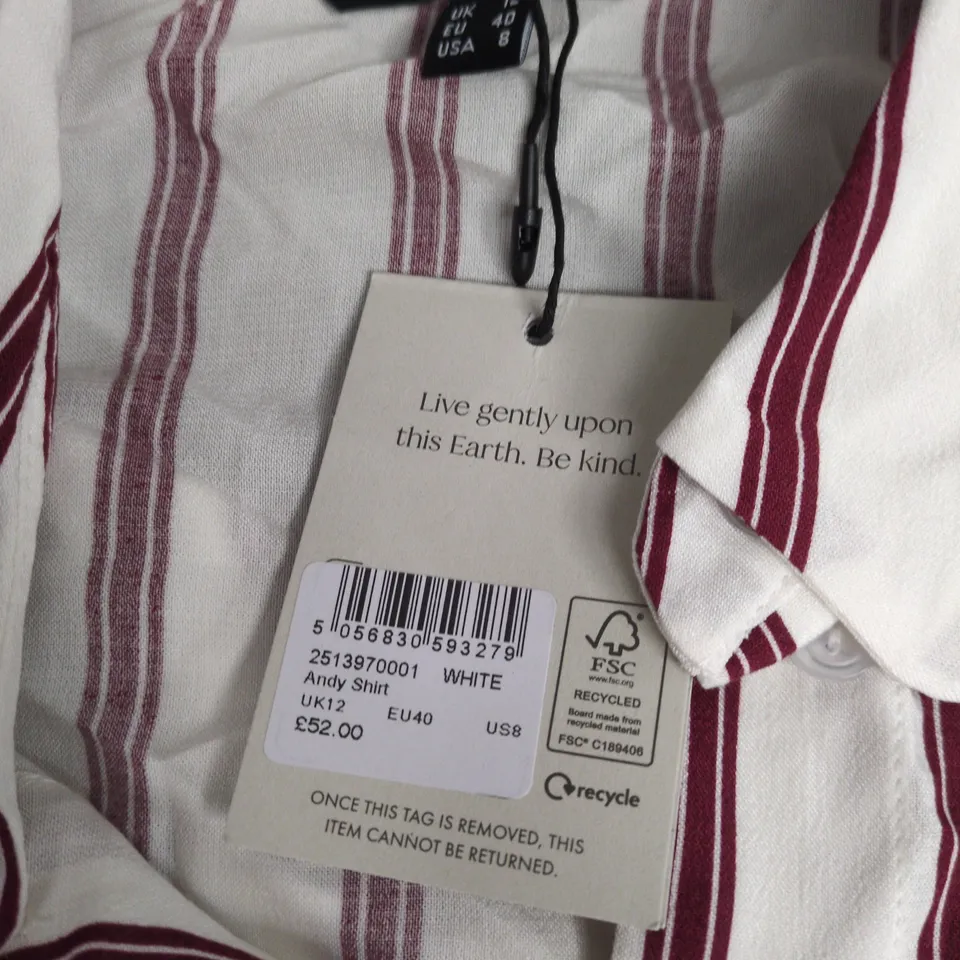 UK
EU 40
USA 8
Live gently upon
this Earth. Be kind.
5 056830 593279
2513970001 WHITE
Andy Shirt
UK12 EU40 US8
£52.00
FSC
www.fsc.org
RECYCLED
Board made from
recycled material
FSC® C189406
recycle
ONCE THIS TAG IS REMOVED, THIS
ITEM CANNOT BE RETURNED.